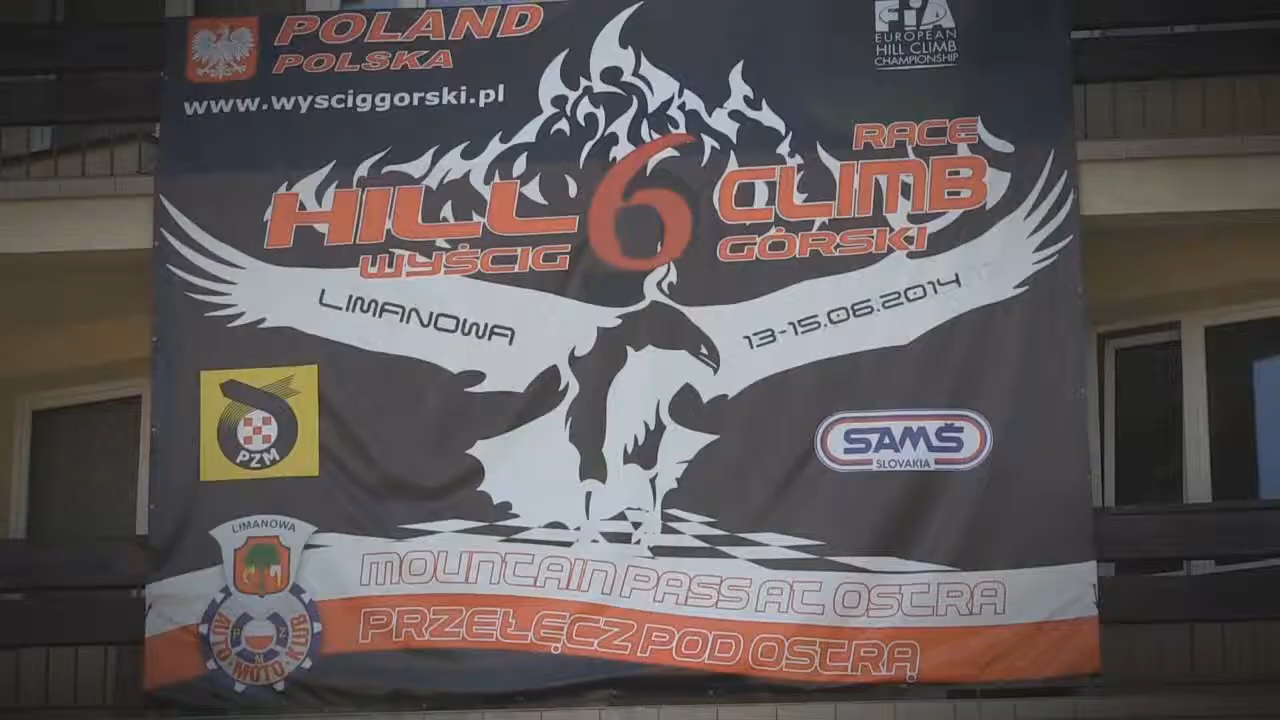 POLAND
POLSKA
www.wysciggorski.pl
FIA
EUROPEAN
HILL CLIMB
CHAMPIONSHIP
RACE
HILL 6 CLIMB
WYŚCIG GÓRSKI
LIMANOWA 13-15.06.2014
PZM
SAMŠ
SLOVAKIA
LIMANOWA
P Z M
AUTO-MOTO-KLUB
MOUNTAIN PASS AT OSTRA
PRZEŁĘCZ POD OSTRĄ